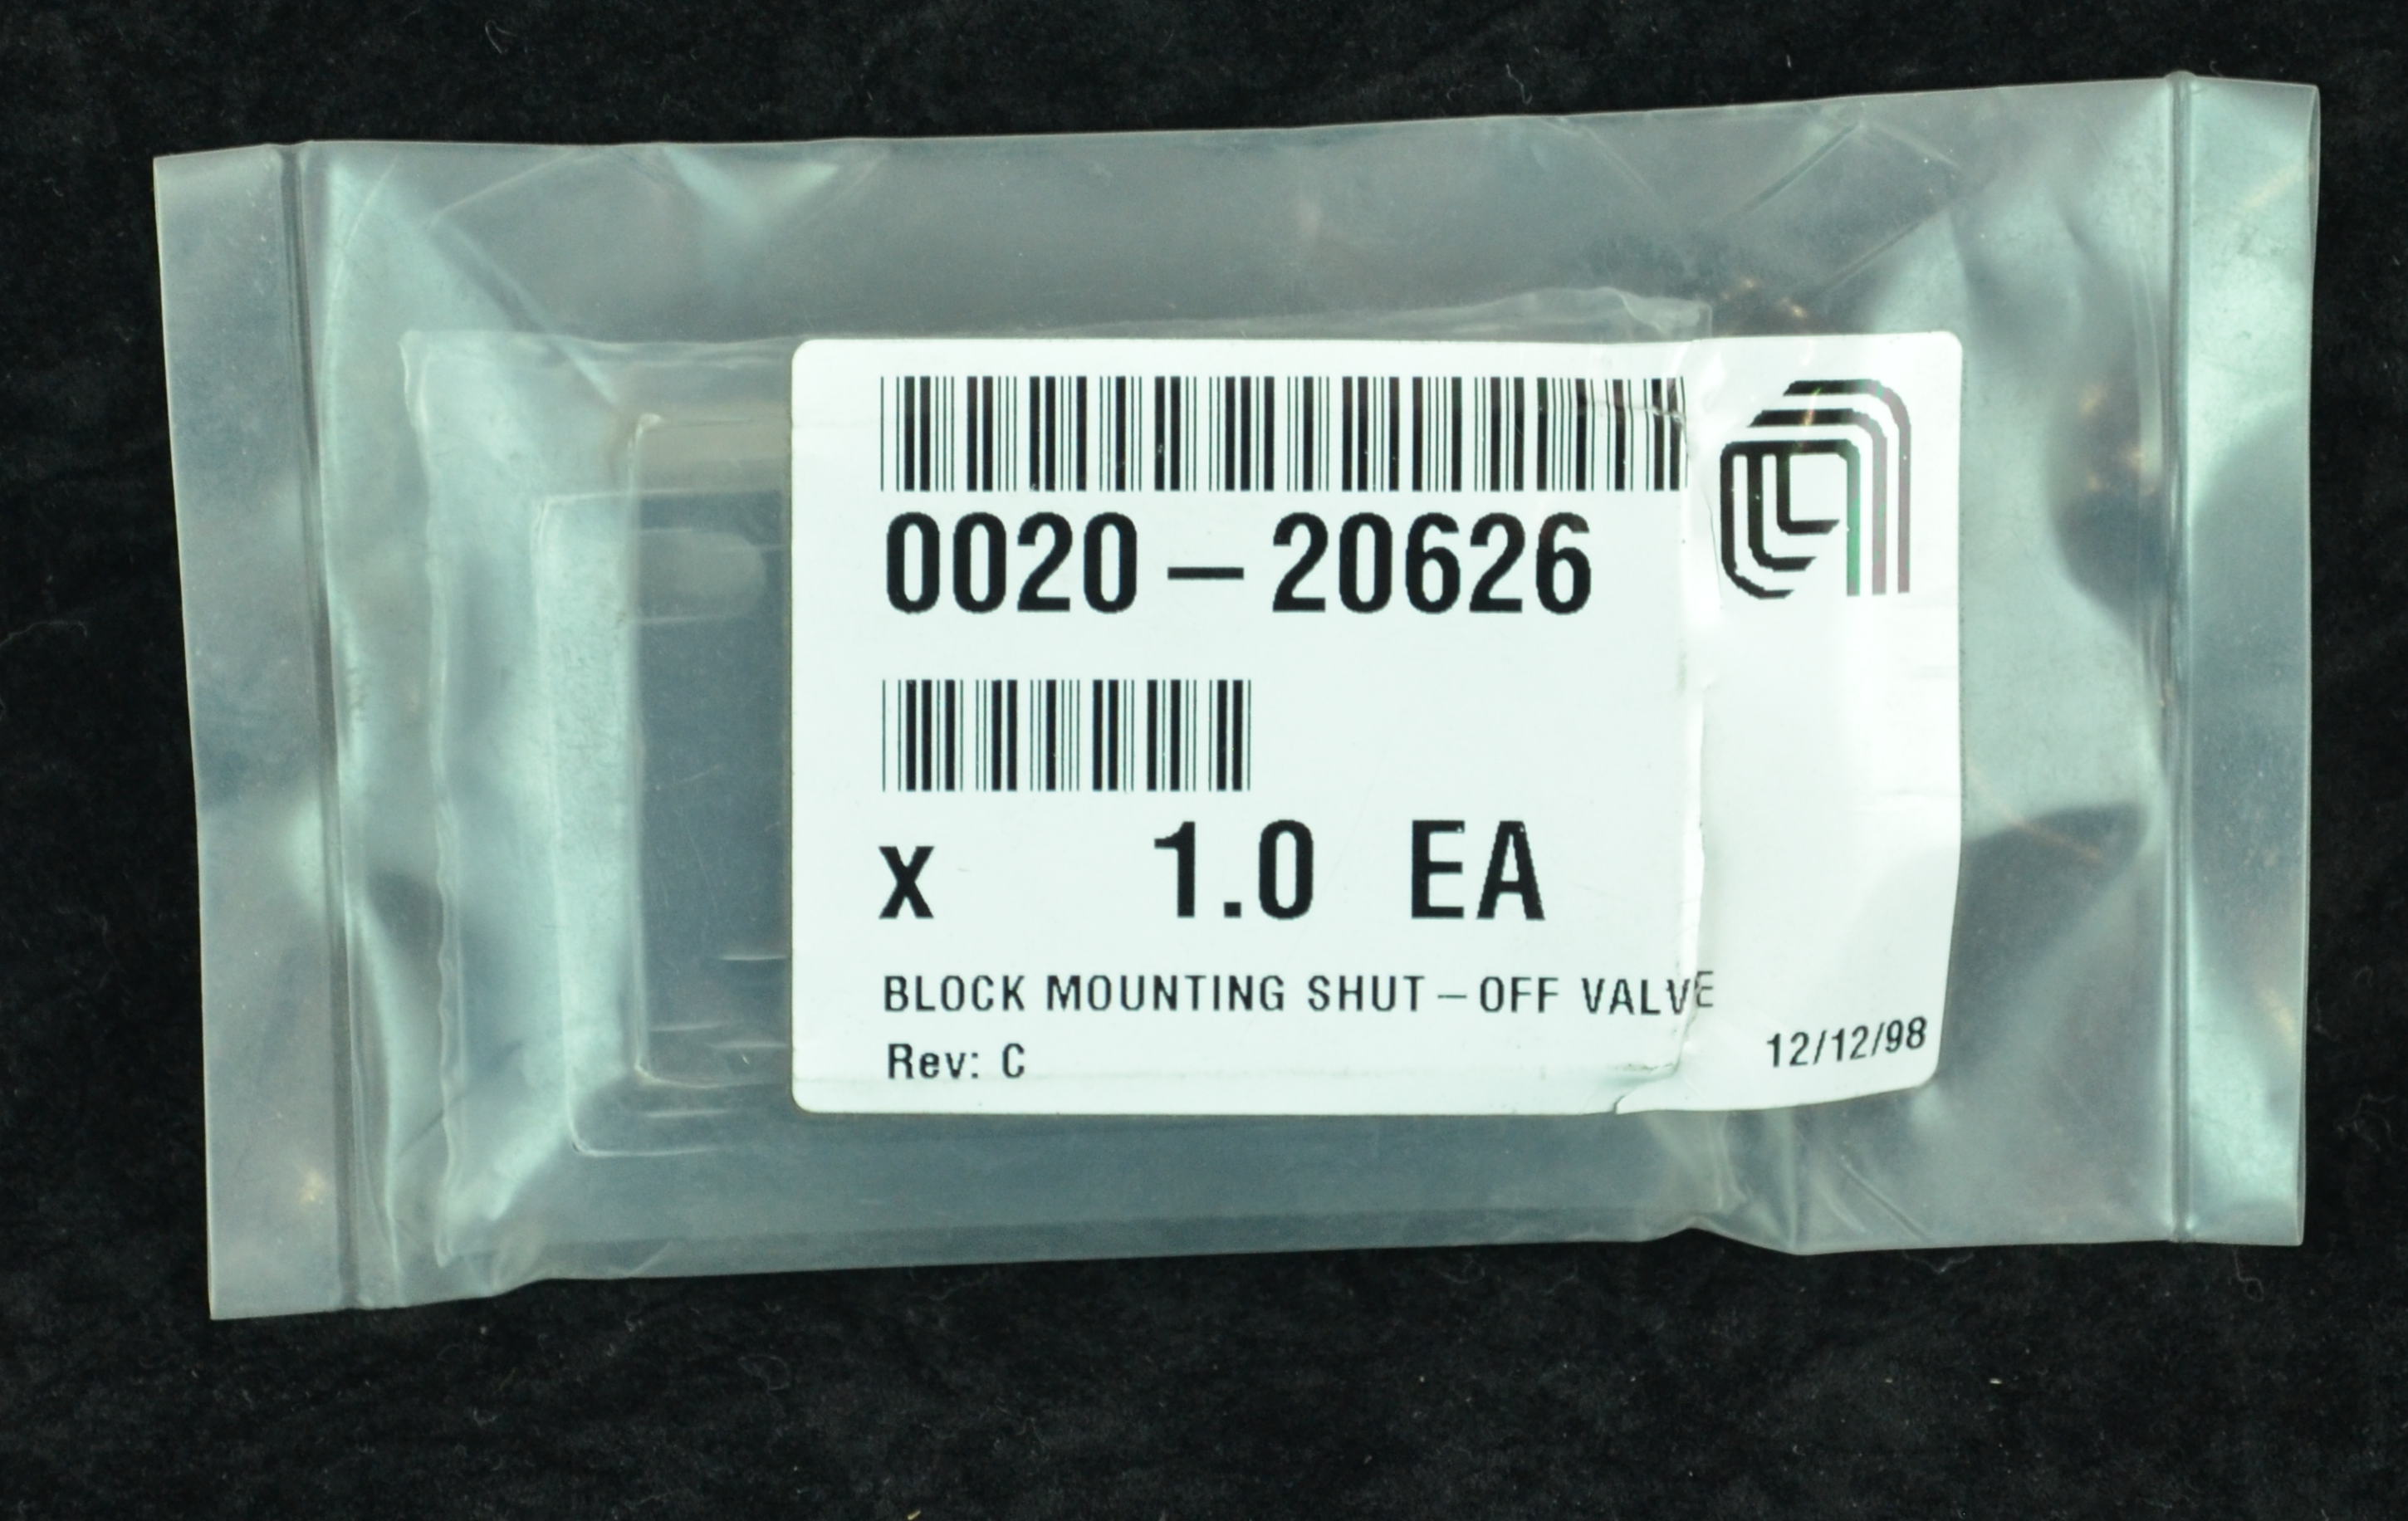 0020-20626
x 1.0 EA
BLOCK MOUNTING SHUT-OFF VALVE
Rev: C
12/12/98